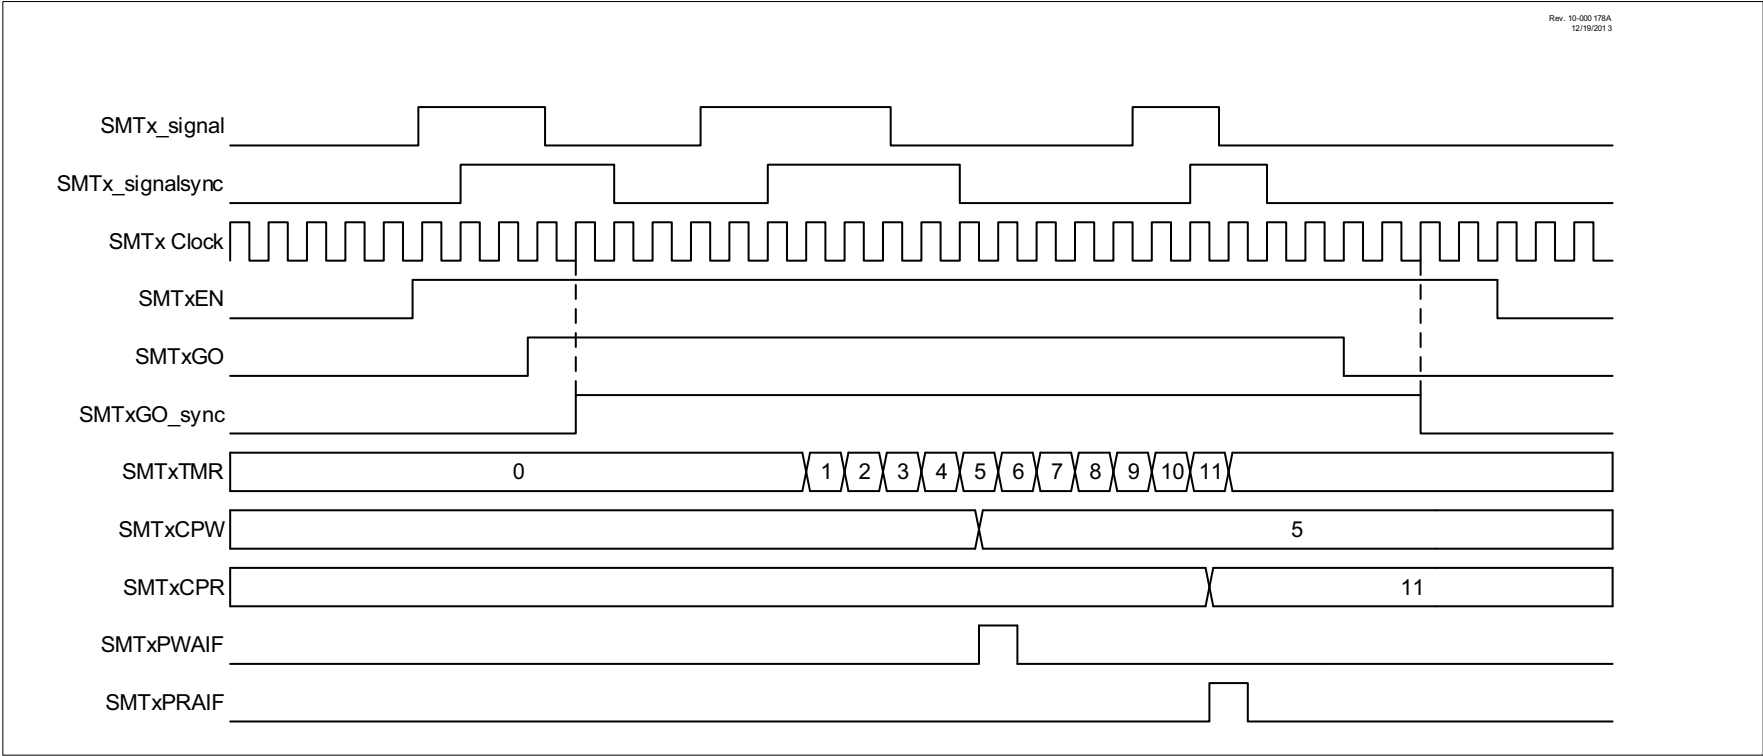 Rev. 10-000 178A
12/19/201 3
SMTx_signal
SMTx_signalsync
SMTx Clock
SMTxEN
SMTxGO
SMTxGO_sync
SMTxTMR 0 1 2 3 4 5 6 7 8 9 10 11
SMTxCPW 5
SMTxCPR 11
SMTxPWAIF
SMTxPRAIF